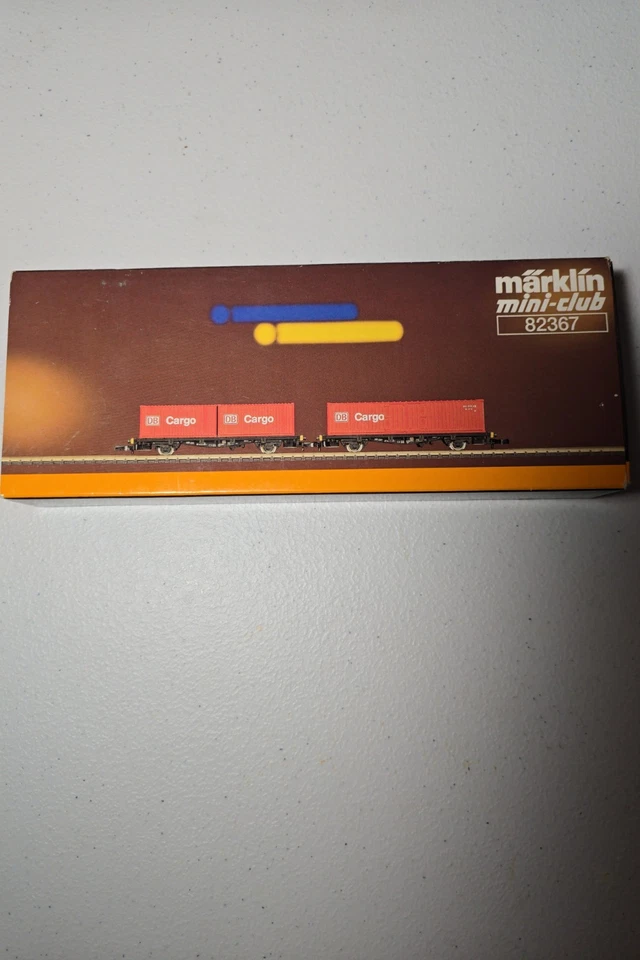 märklin
mini-club
82367
DB Cargo DB Cargo DB Cargo